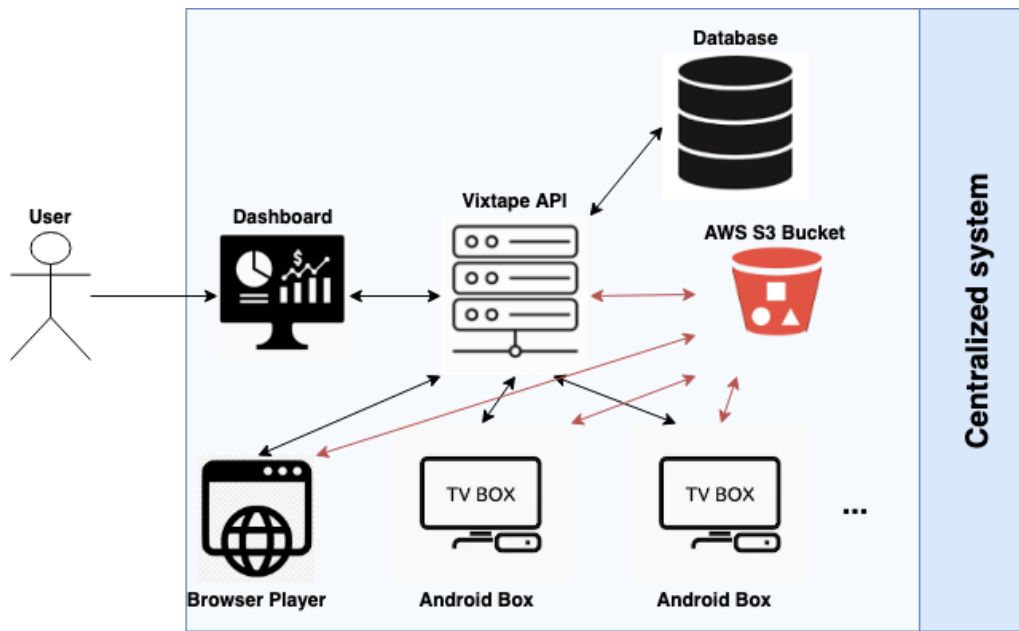 Database
Vixtape API
User
Dashboard
AWS S3 Bucket
$
Centralized system
TV BOX
TV BOX
...
Browser Player
Android Box
Android Box